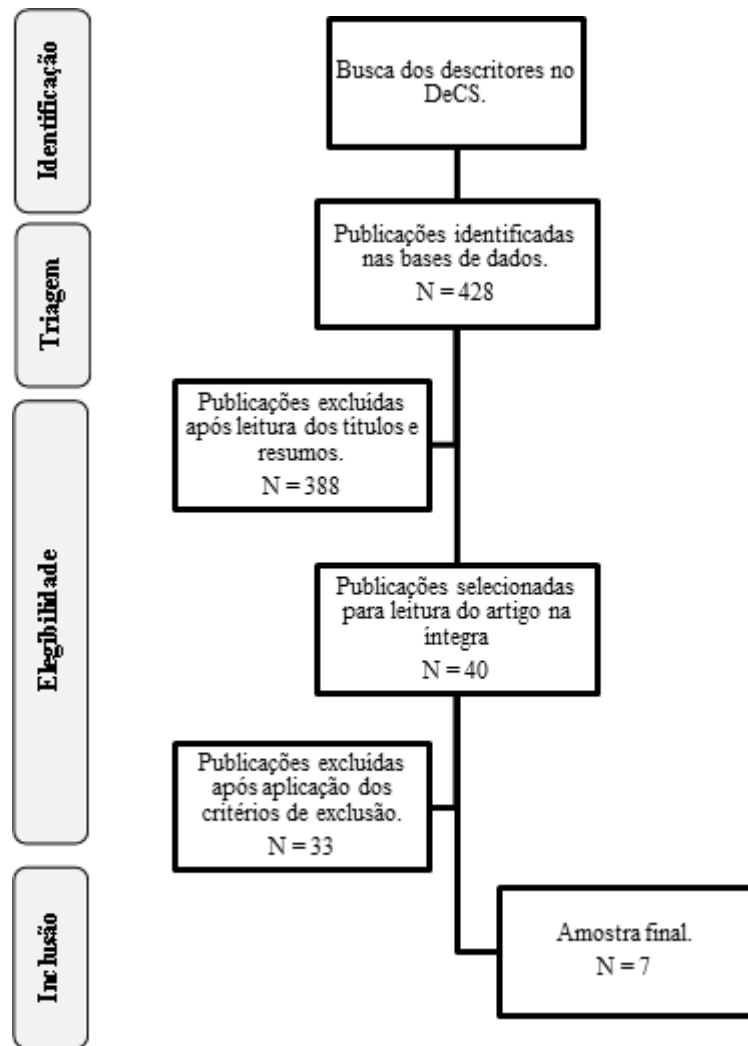 Identificação
Busca dos descritores no
DeCS.
Triagem
Publicações identificadas
nas bases de dados.
N = 428
Elegibilidade
Publicações excluídas
após leitura dos títulos e
resumos.
N = 388
Publicações selecionadas
para leitura do artigo na
íntegra
N = 40
Publicações excluídas
após aplicação dos
critérios de exclusão.
N = 33
Inclusão
Amostra final.
N = 7